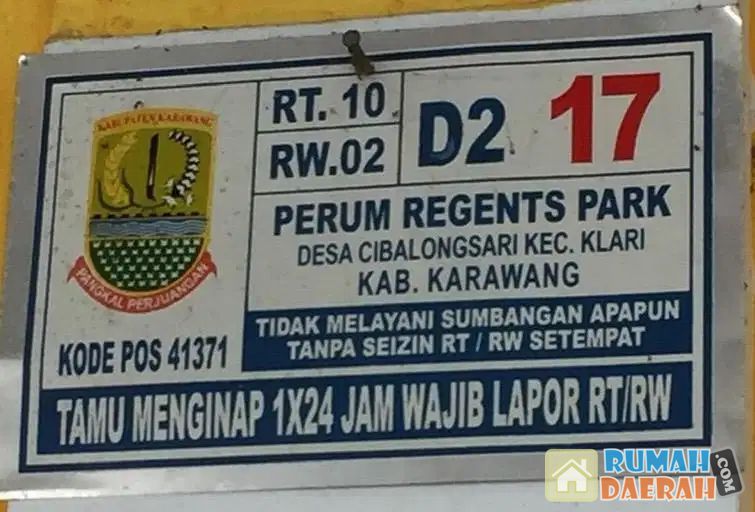 KABUPATEN KARAWANG
PANGKAL PERJUANGAN
KODE POS 41371
RT. 10
RW.02
D2 17
PERUM REGENTS PARK
DESA CIBALONGSARI KEC. KLARI
KAB. KARAWANG
TIDAK MELAYANI SUMBANGAN APAPUN
TANPA SEIZIN RT / RW SETEMPAT
TAMU MENGINAP 1X24 JAM WAJIB LAPOR RT/RW
RUMAH
DAERAH.COM